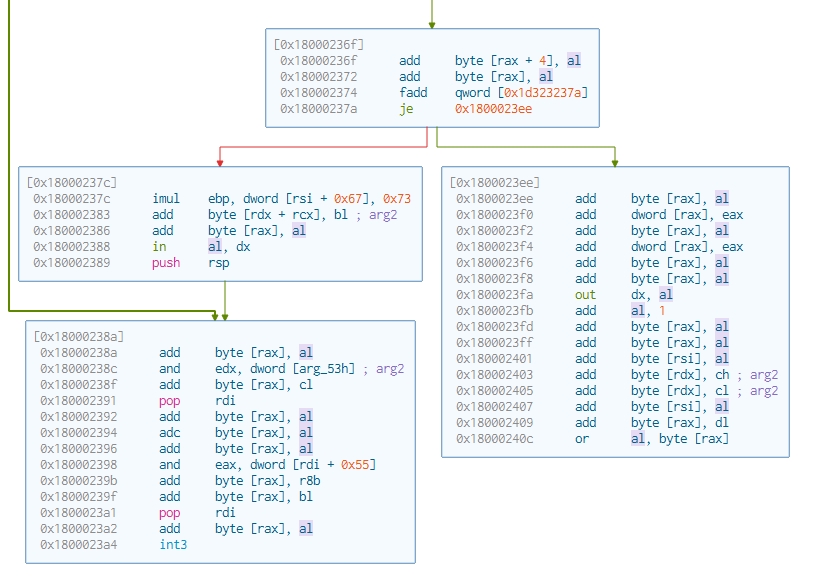 [0x18000236f]
0x18000236f add byte [rax + 4], al
0x180002372 add byte [rax], al
0x180002374 fadd qword [0x1d323237a]
0x18000237a je 0x1800023ee
[0x18000237c]
0x18000237c imul ebp, dword [rsi + 0x67], 0x73
0x180002383 add byte [rdx + rcx], bl ; arg2
0x180002386 add byte [rax], al
0x180002388 in al, dx
0x180002389 push rsp
[0x1800023ee]
0x1800023ee add byte [rax], al
0x1800023f0 add dword [rax], eax
0x1800023f2 add byte [rax], al
0x1800023f4 add dword [rax], eax
0x1800023f6 add byte [rax], al
0x1800023f8 add byte [rax], al
0x1800023fa out dx, al
0x1800023fb add al, 1
0x1800023fd add byte [rax], al
0x1800023ff add byte [rax], al
0x180002401 add byte [rsi], al
0x180002403 add byte [rdx], ch ; arg2
0x180002405 add byte [rdx], cl ; arg2
0x180002407 add byte [rsi], al
0x180002409 add byte [rax], dl
0x18000240c or al, byte [rax]
[0x18000238a]
0x18000238a add byte [rax], al
0x18000238c and edx, dword [arg_53h] ; arg2
0x18000238f add byte [rax], cl
0x180002391 pop rdi
0x180002392 add byte [rax], al
0x180002394 adc byte [rax], al
0x180002396 add byte [rax], al
0x180002398 and eax, dword [rdi + 0x55]
0x18000239b add byte [rax], r8b
0x18000239f add byte [rax], bl
0x1800023a1 pop rdi
0x1800023a2 add byte [rax], al
0x1800023a4 int3